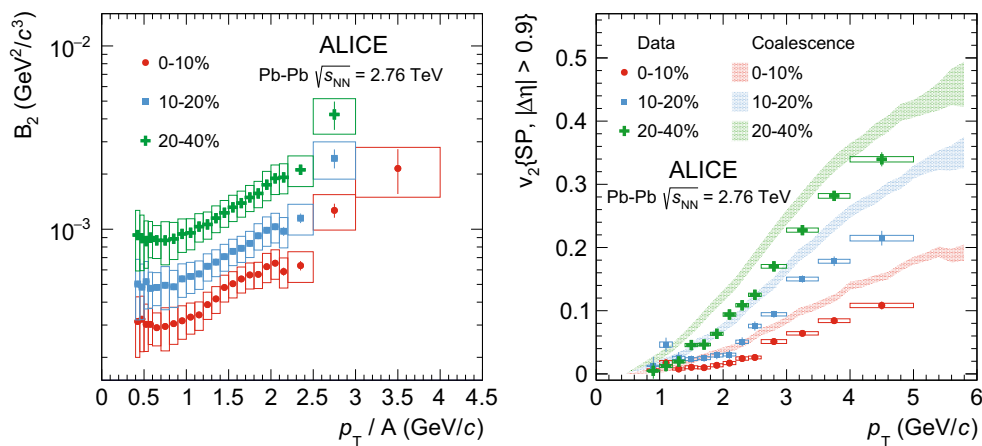 B₂ (GeV²/c³)
10⁻²
10⁻³
ALICE
Pb-Pb √sNN = 2.76 TeV
0-10%
10-20%
20-40%
0 0.5 1 1.5 2 2.5 3 3.5 4 4.5
pT / A (GeV/c)
v₂{SP, |Δη| > 0.9}
0.5
0.4
0.3
0.2
0.1
0
Data Coalescence
0-10% 0-10%
10-20% 10-20%
20-40% 20-40%
ALICE
Pb-Pb √sNN = 2.76 TeV
0 1 2 3 4 5 6
pT (GeV/c)